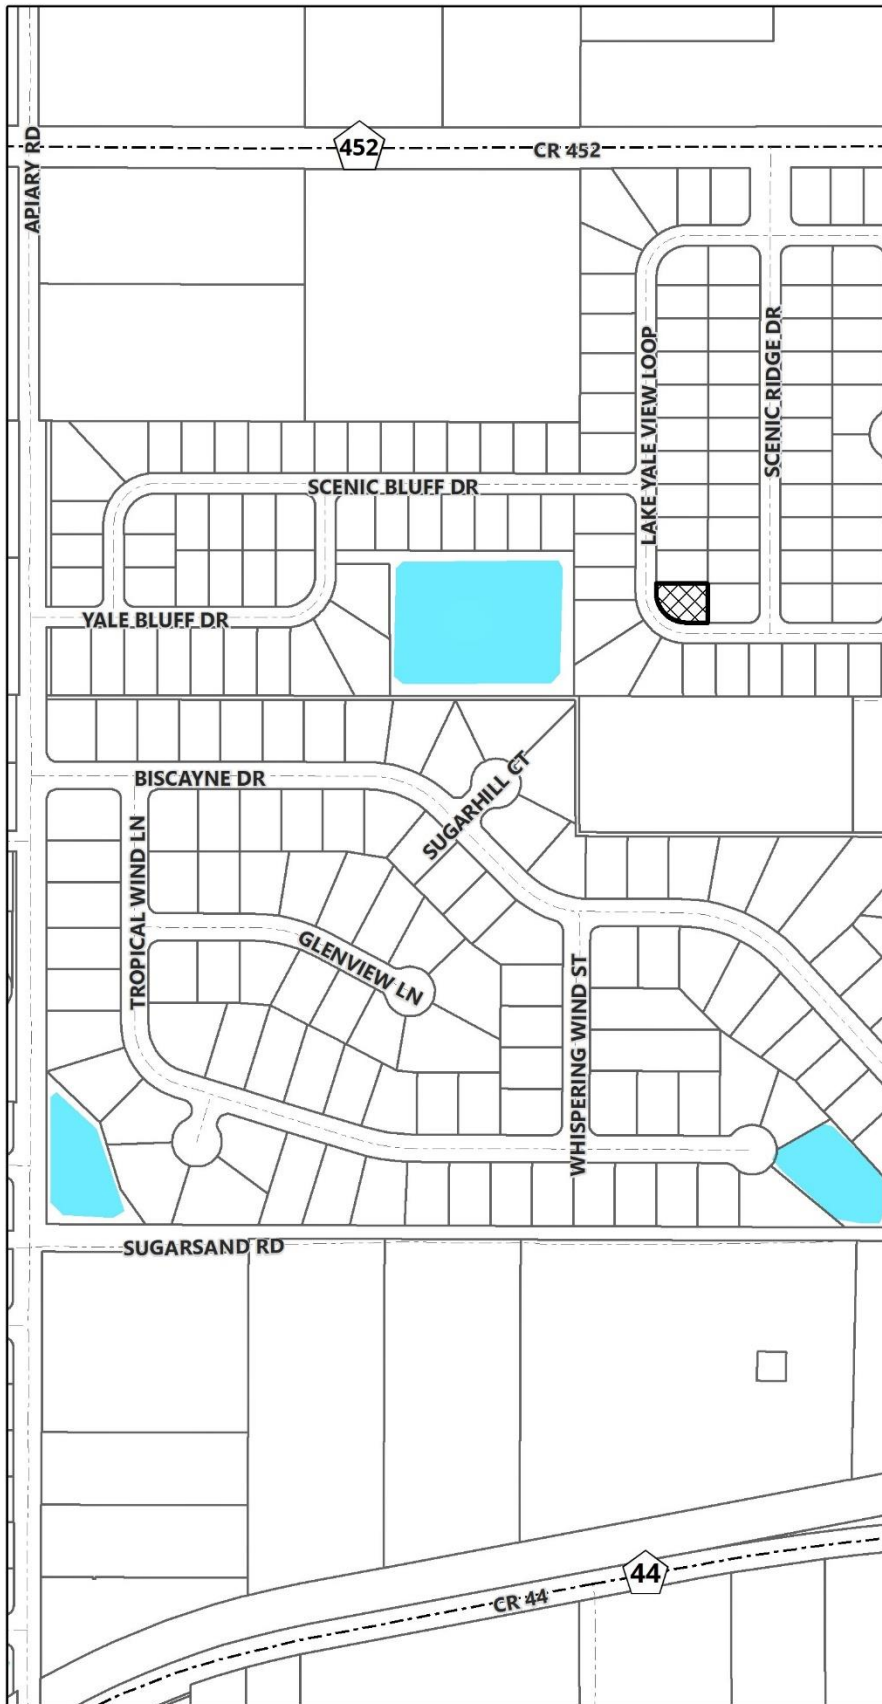 APIARY RD
452
CR 452
LAKE YALE VIEW LOOP
SCENIC RIDGE DR
SCENIC BLUFF DR
YALE BLUFF DR
BISCAYNE DR
SUGARHILL CT
TROPICAL WIND LN
GLENVIEW LN
WHISPERING WIND ST
SUGARSAND RD
44
CR 44